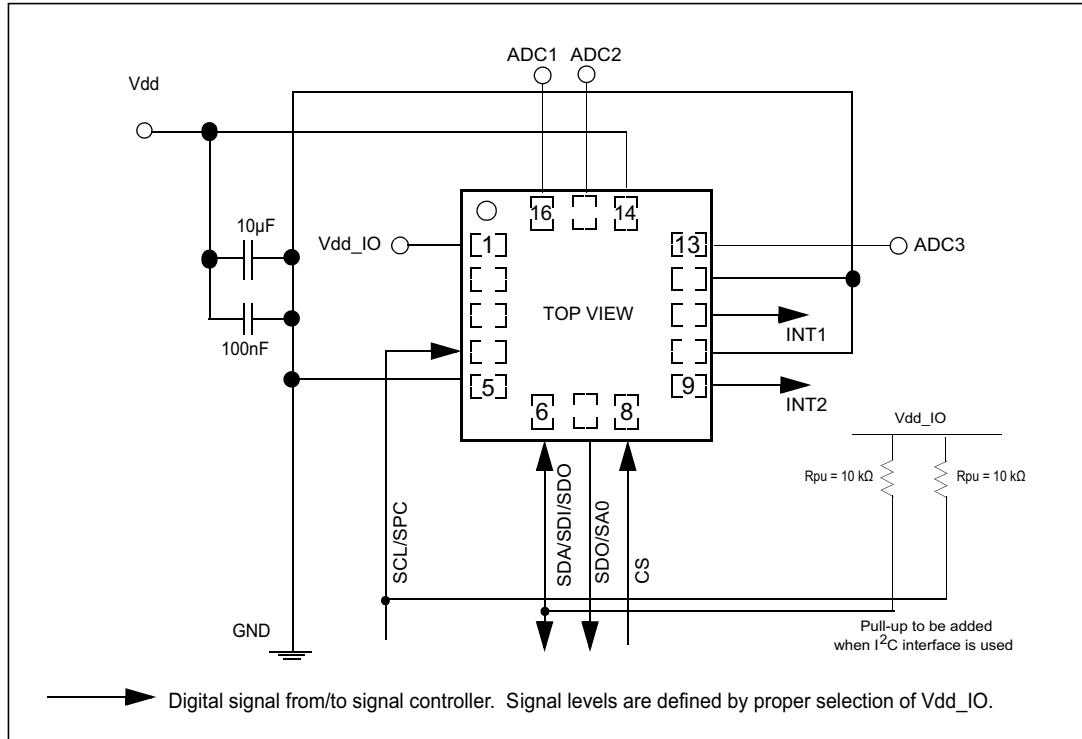 ADC1 ADC2
Vdd
16
14
10µF
Vdd_IO
1
13
ADC3
TOP VIEW
INT1
100nF
5
9
INT2
6
8
Vdd_IO
Rpu = 10 kΩ
Rpu = 10 kΩ
SCL/SPC
SDA/SDI/SDO
SDO/SA0
CS
GND
Pull-up to be added
when I²C interface is used
Digital signal from/to signal controller. Signal levels are defined by proper selection of Vdd_IO.